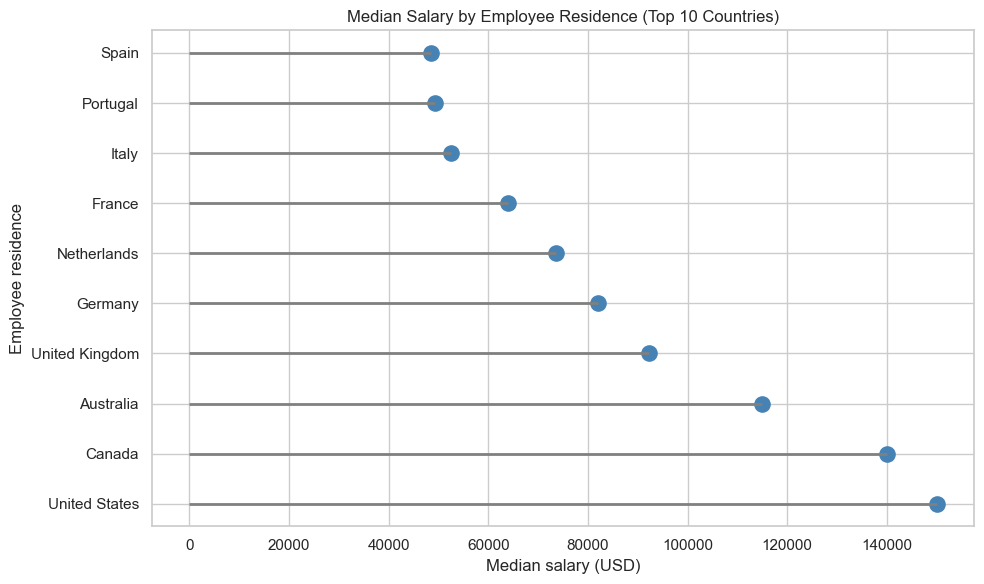 Median Salary by Employee Residence (Top 10 Countries)
Employee residence
Spain
Portugal
Italy
France
Netherlands
Germany
United Kingdom
Australia
Canada
United States
0 20000 40000 60000 80000 100000 120000 140000
Median salary (USD)